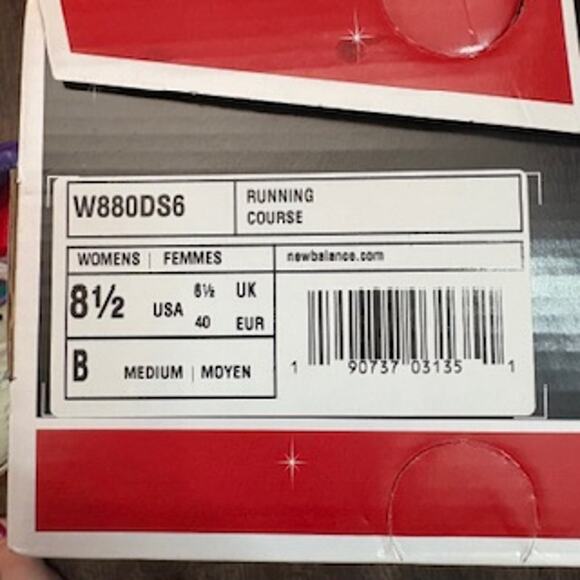 W880DS6
RUNNING
COURSE
WOMENS | FEMMES
newbalance.com
8½ USA 6½ UK
40 EUR
B MEDIUM | MOYEN
1 90737 03135 1